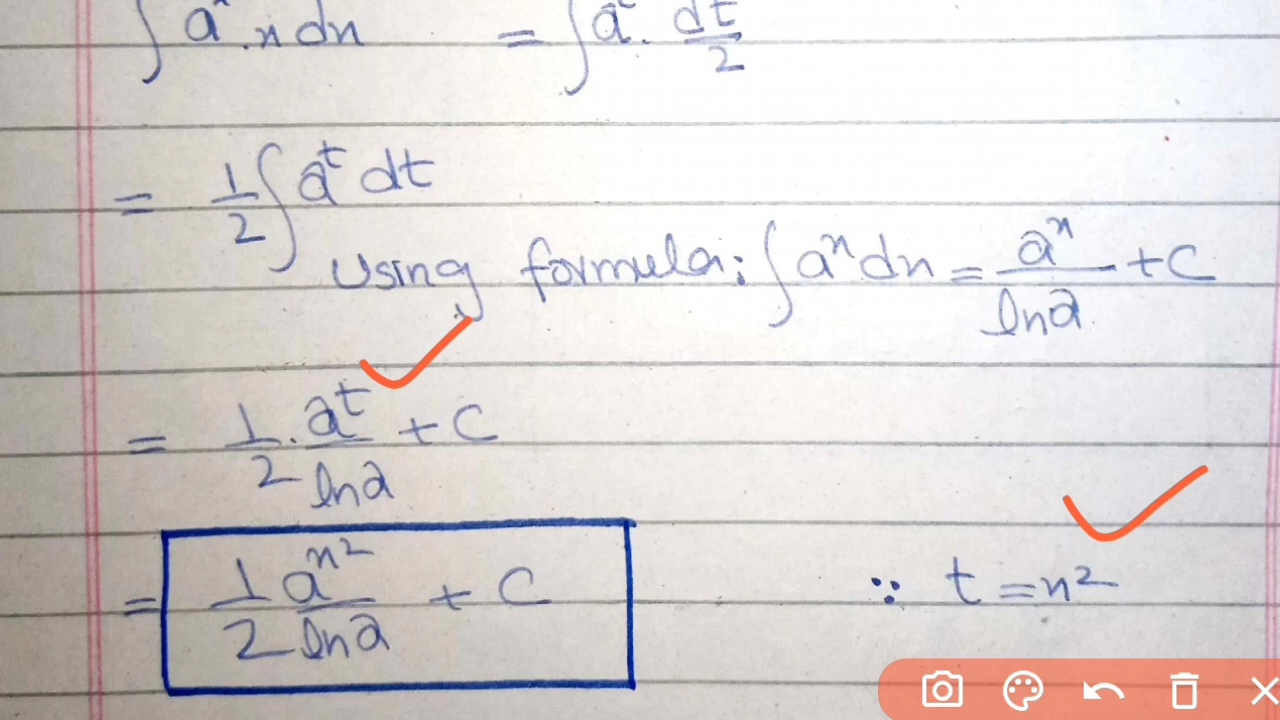 ∫ a^x² . x dx = ∫ a^t . dt/2
= 1/2 ∫ a^t dt
Using formula: ∫ a^x dx = a^x/ln a + C
= 1/2 . a^t/ln a + C
= 1/2 a^x²/ln a + C ∵ t = x²